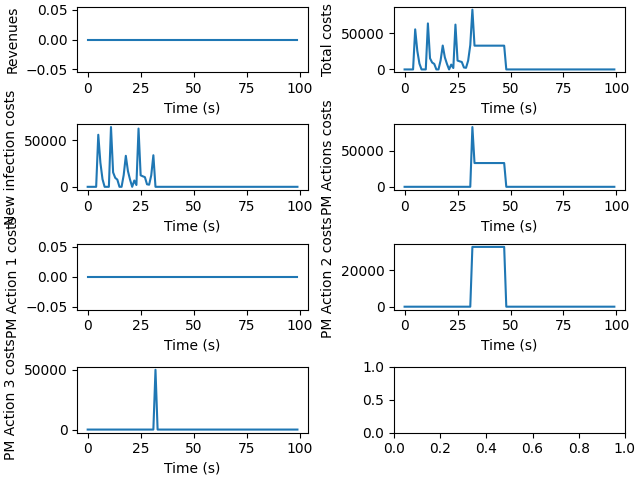 Revenues
0.05
0.00
−0.05
0 25 50 75 100
Time (s)
Total costs
50000
0
0 25 50 75 100
Time (s)
New infection costs
50000
0
0 25 50 75 100
Time (s)
PM Actions costs
50000
0
0 25 50 75 100
Time (s)
PM Action 1 costs
0.05
0.00
−0.05
0 25 50 75 100
Time (s)
PM Action 2 costs
20000
0
0 25 50 75 100
Time (s)
PM Action 3 costs
50000
0
0 25 50 75 100
Time (s)
1.0
0.5
0.0
0.0 0.2 0.4 0.6 0.8 1.0